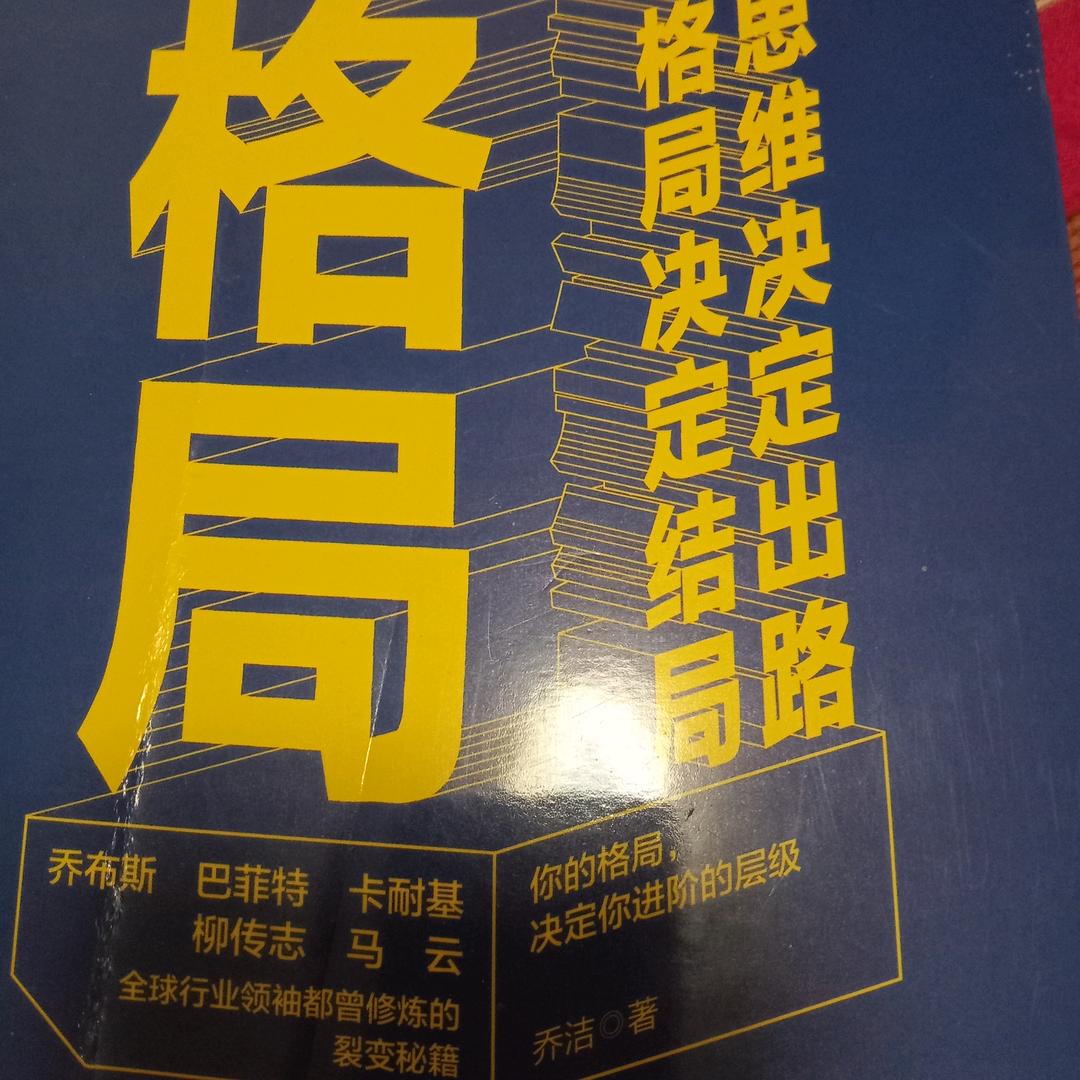 格局
思维决定出路
格局决定结局
乔布斯 巴菲特 卡耐基
柳传志 马 云
全球行业领袖都曾修炼的
裂变秘籍
你的格局，
决定你进阶的层级
乔洁◎著